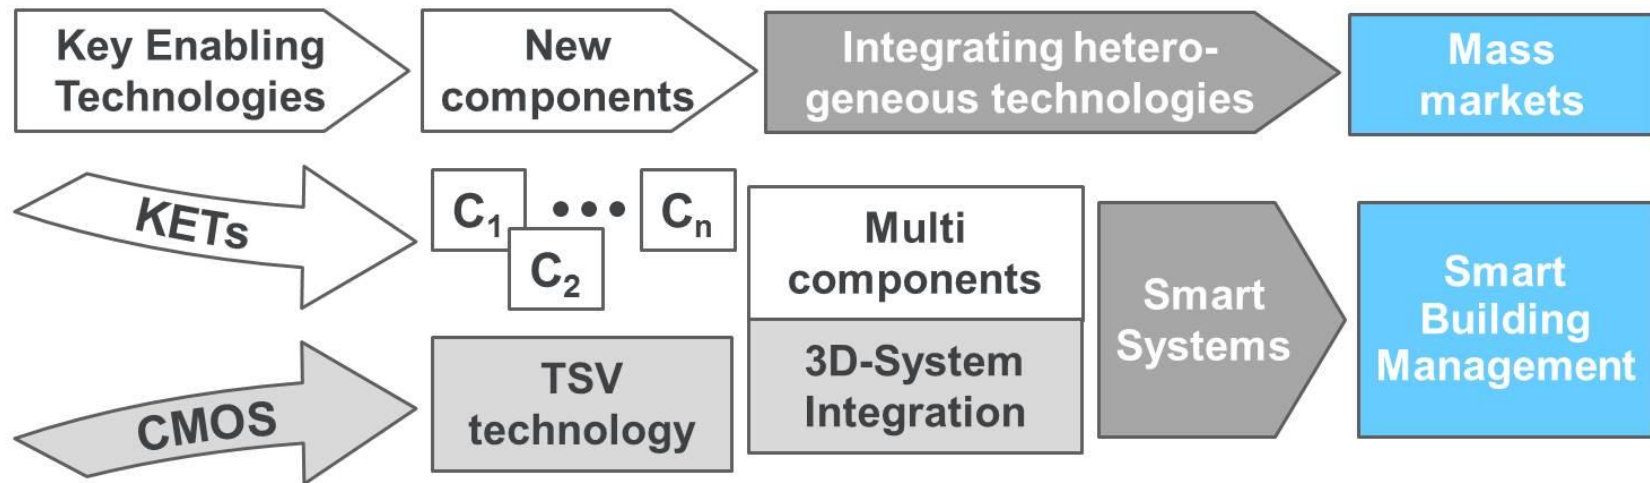 Key Enabling
Technologies
New
components
Integrating hetero-
geneous technologies
Mass
markets
KETs
C₁ ••• Cₙ
C₂
Multi
components
Smart
Systems
Smart
Building
Management
CMOS
TSV
technology
3D-System
Integration